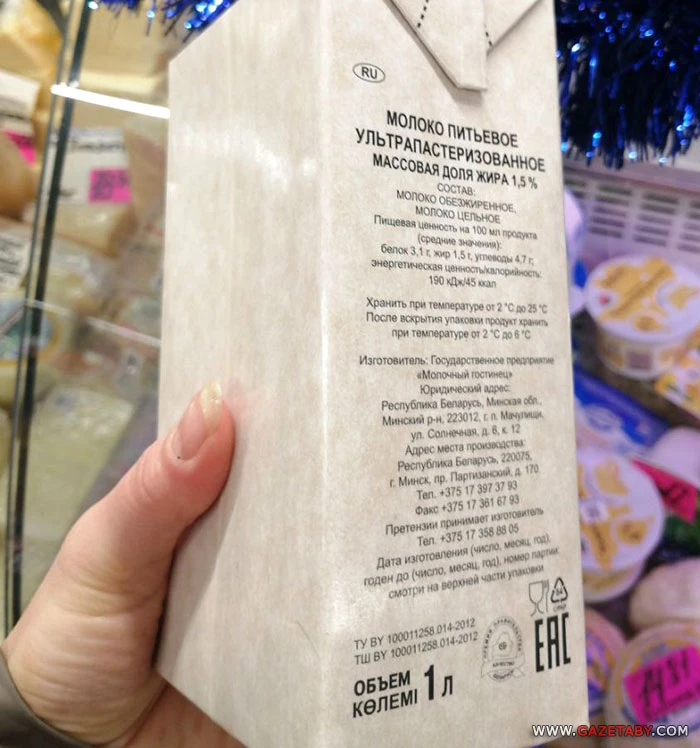 RU
МОЛОКО ПИТЬЕВОЕ
УЛЬТРАПАСТЕРИЗОВАННОЕ
МАССОВАЯ ДОЛЯ ЖИРА 1,5 %
СОСТАВ:
МОЛОКО ОБЕЗЖИРЕННОЕ,
МОЛОКО ЦЕЛЬНОЕ
Пищевая ценность на 100 мл продукта
(средние значения):
белок 3,1 г, жир 1,5 г, углеводы 4,7 г;
энергетическая ценность/калорийность:
190 кДж/45 ккал
Хранить при температуре от 2 °С до 25 °С
После вскрытия упаковки продукт хранить
при температуре от 2 °С до 6 °С
Изготовитель: Государственное предприятие
«Молочный гостинец»
Юридический адрес:
Республика Беларусь, Минская обл.,
Минский р-н, 223012, г. п. Мачулищи,
ул. Солнечная, д. 6, к. 12
Адрес места производства:
Республика Беларусь, 220075,
г. Минск, пр. Партизанский, д. 170
Тел. +375 17 397 37 93
Факс +375 17 361 67 93
Претензии принимает изготовитель
Тел. +375 17 358 88 05
Дата изготовления (число, месяц, год),
годен до (число, месяц, год), номер партии:
смотри на верхней части упаковки
ТУ BY 100011258.014-2012
ТШ BY 100011258.014-2012
84
EAC
ОБЪЕМ
КӨЛЕМІ 1 Л
WWW.GAZETABY.COM